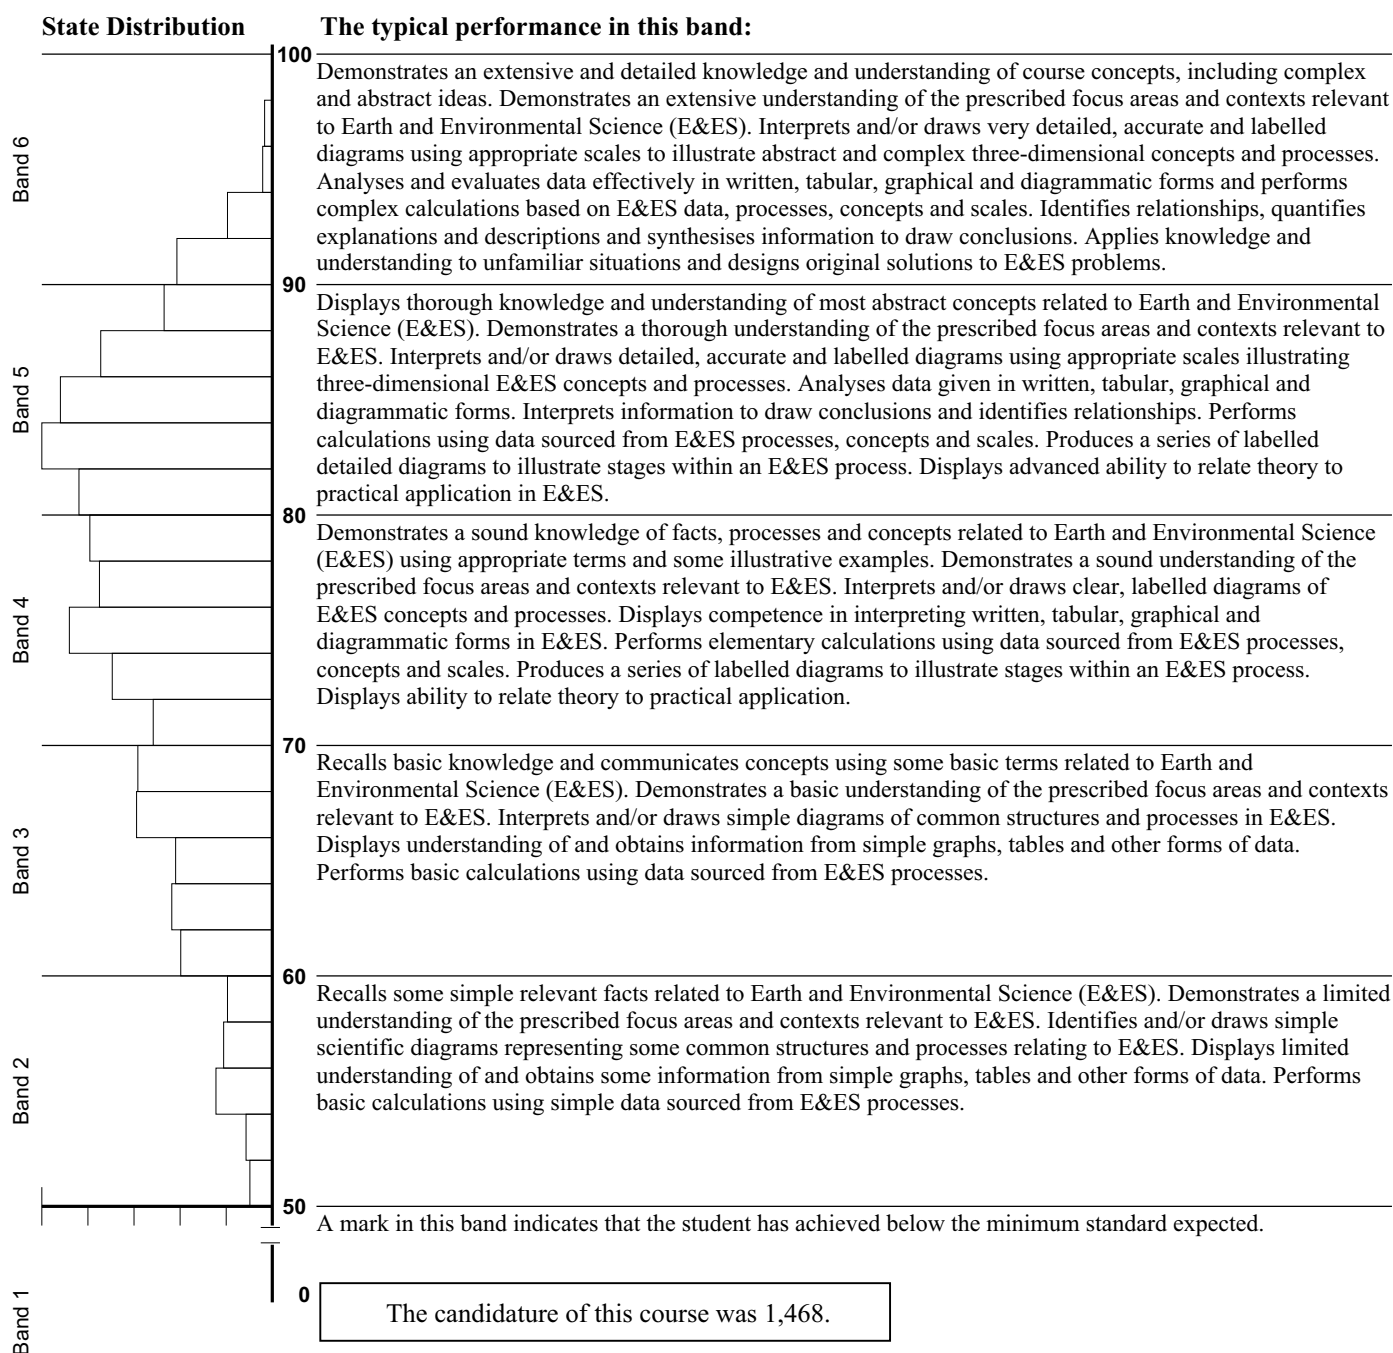 State Distribution
The typical performance in this band:
100
Band 6
Demonstrates an extensive and detailed knowledge and understanding of course concepts, including complex
and abstract ideas. Demonstrates an extensive understanding of the prescribed focus areas and contexts relevant
to Earth and Environmental Science (E&ES). Interprets and/or draws very detailed, accurate and labelled
diagrams using appropriate scales to illustrate abstract and complex three-dimensional concepts and processes.
Analyses and evaluates data effectively in written, tabular, graphical and diagrammatic forms and performs
complex calculations based on E&ES data, processes, concepts and scales. Identifies relationships, quantifies
explanations and descriptions and synthesises information to draw conclusions. Applies knowledge and
understanding to unfamiliar situations and designs original solutions to E&ES problems.
90
Band 5
Displays thorough knowledge and understanding of most abstract concepts related to Earth and Environmental
Science (E&ES). Demonstrates a thorough understanding of the prescribed focus areas and contexts relevant to
E&ES. Interprets and/or draws detailed, accurate and labelled diagrams using appropriate scales illustrating
three-dimensional E&ES concepts and processes. Analyses data given in written, tabular, graphical and
diagrammatic forms. Interprets information to draw conclusions and identifies relationships. Performs
calculations using data sourced from E&ES processes, concepts and scales. Produces a series of labelled
detailed diagrams to illustrate stages within an E&ES process. Displays advanced ability to relate theory to
practical application in E&ES.
80
Band 4
Demonstrates a sound knowledge of facts, processes and concepts related to Earth and Environmental Science
(E&ES) using appropriate terms and some illustrative examples. Demonstrates a sound understanding of the
prescribed focus areas and contexts relevant to E&ES. Interprets and/or draws clear, labelled diagrams of
E&ES concepts and processes. Displays competence in interpreting written, tabular, graphical and
diagrammatic forms in E&ES. Performs elementary calculations using data sourced from E&ES processes,
concepts and scales. Produces a series of labelled diagrams to illustrate stages within an E&ES process.
Displays ability to relate theory to practical application.
70
Band 3
Recalls basic knowledge and communicates concepts using some basic terms related to Earth and
Environmental Science (E&ES). Demonstrates a basic understanding of the prescribed focus areas and contexts
relevant to E&ES. Interprets and/or draws simple diagrams of common structures and processes in E&ES.
Displays understanding of and obtains information from simple graphs, tables and other forms of data.
Performs basic calculations using data sourced from E&ES processes.
60
Band 2
Recalls some simple relevant facts related to Earth and Environmental Science (E&ES). Demonstrates a limited
understanding of the prescribed focus areas and contexts relevant to E&ES. Identifies and/or draws simple
scientific diagrams representing some common structures and processes relating to E&ES. Displays limited
understanding of and obtains some information from simple graphs, tables and other forms of data. Performs
basic calculations using simple data sourced from E&ES processes.
50
A mark in this band indicates that the student has achieved below the minimum standard expected.
Band 1
0
The candidature of this course was 1,468.